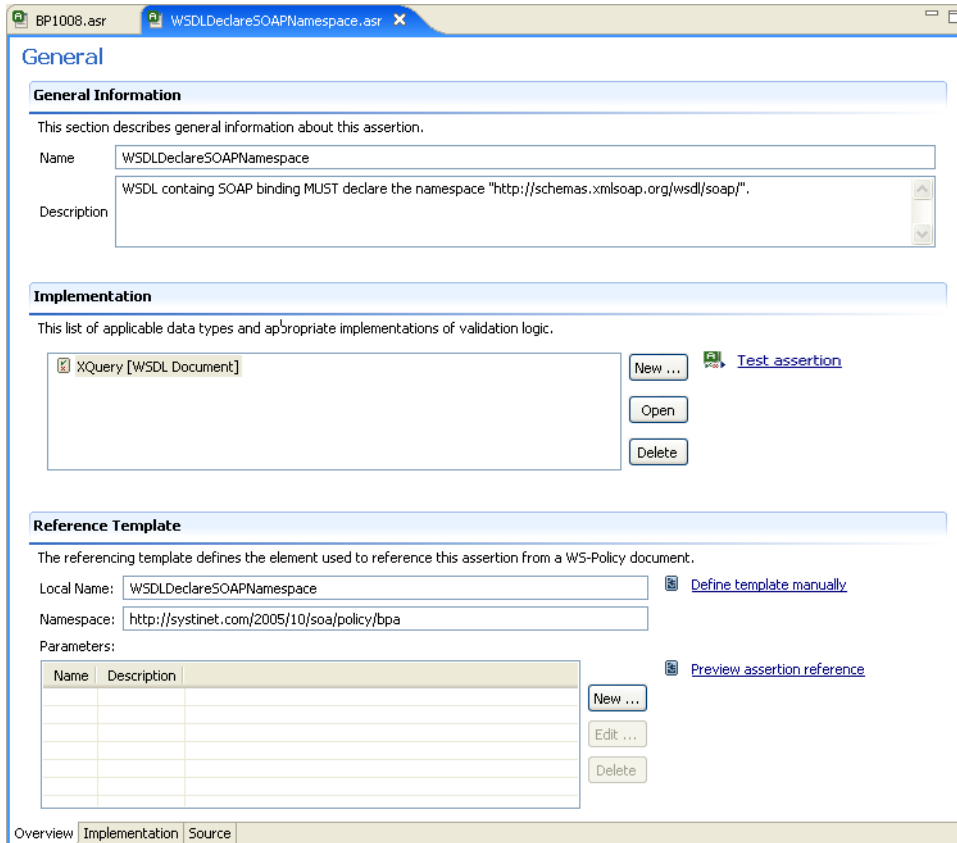 BP1008.asr
WSDLDeclareSOAPNamespace.asr
General
General Information
This section describes general information about this assertion.
Name
WSDLDeclareSOAPNamespace
Description
WSDL containg SOAP binding MUST declare the namespace "http://schemas.xmlsoap.org/wsdl/soap/".
Implementation
This list of applicable data types and appropriate implementations of validation logic.
XQuery [WSDL Document]
New ...
Test assertion
Open
Delete
Reference Template
The referencing template defines the element used to reference this assertion from a WS-Policy document.
Local Name: WSDLDeclareSOAPNamespace
Define template manually
Namespace: http://systinet.com/2005/10/soa/policy/bpa
Parameters:
Name Description
Preview assertion reference
New ...
Edit ...
Delete
Overview Implementation Source